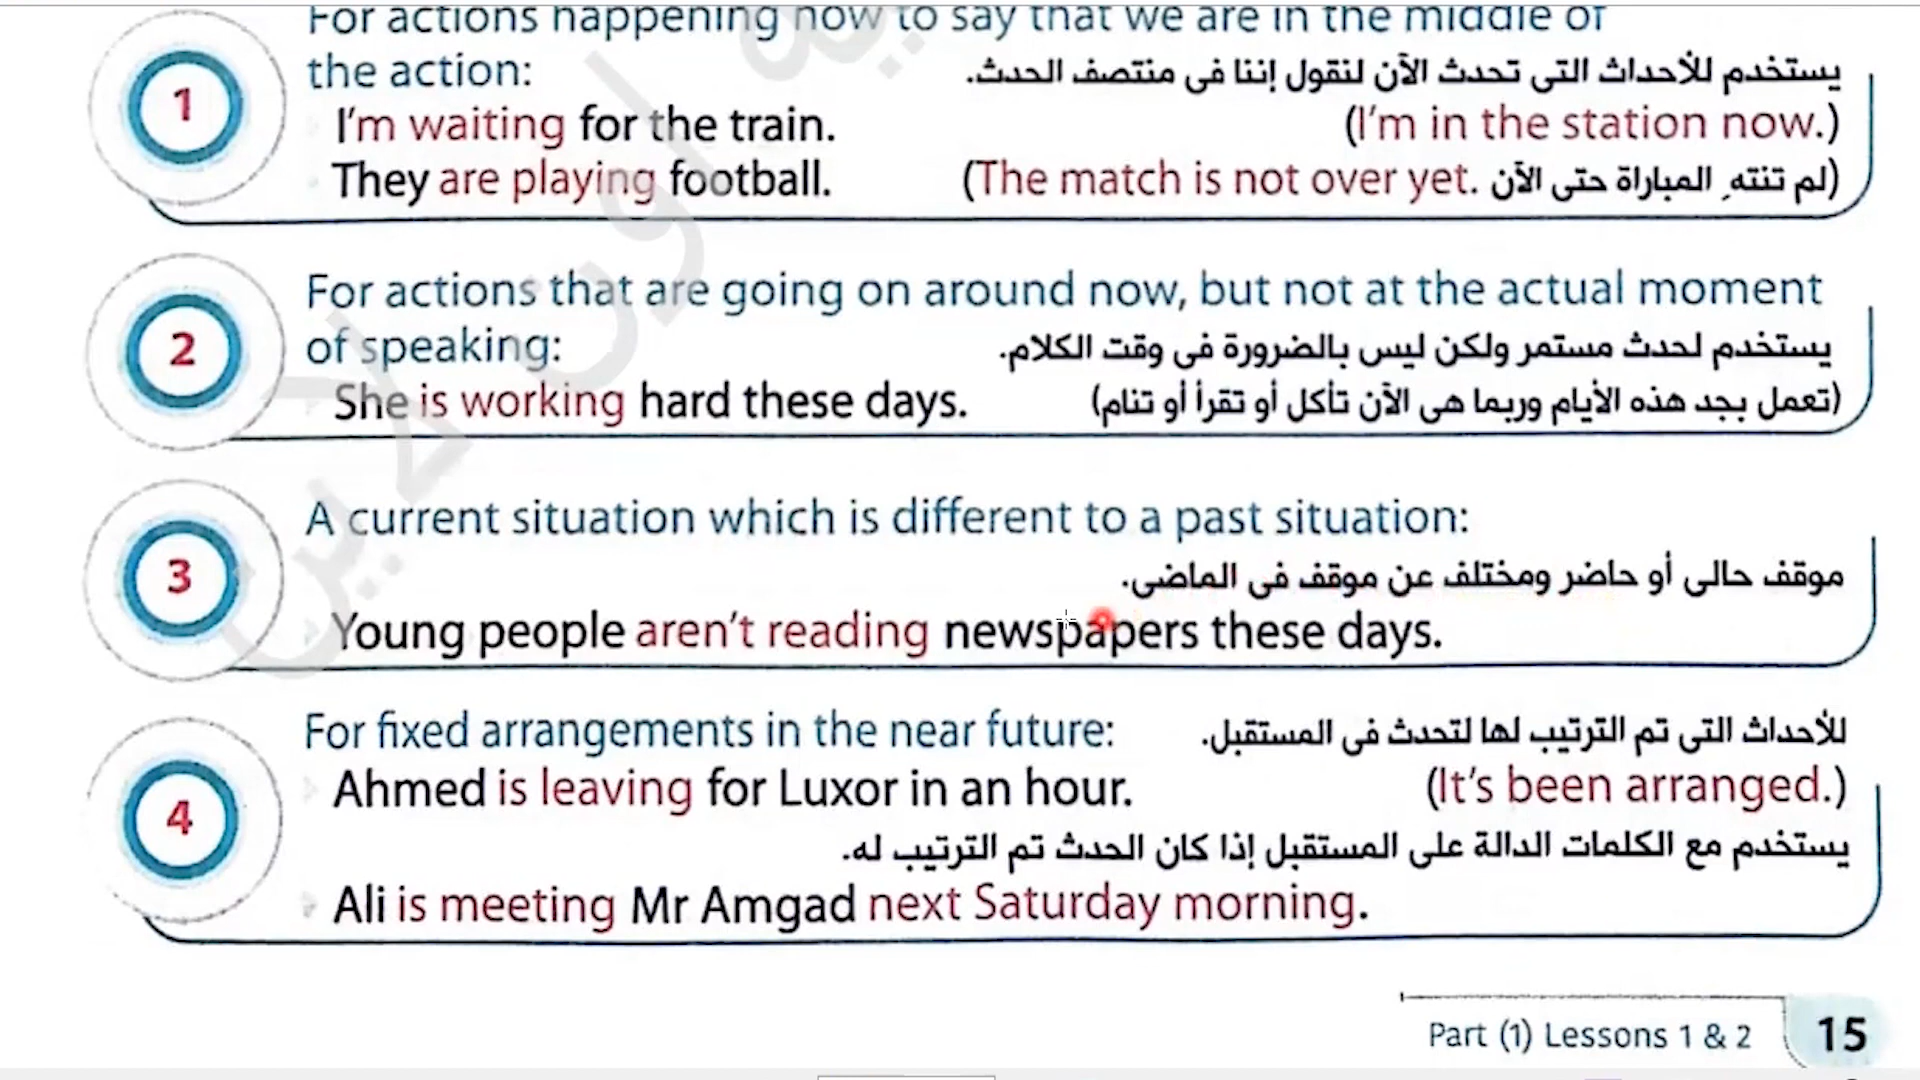 For actions happening now to say that we are in the middle of
the action: يستخدم للأحداث التى تحدث الآن لنقول إننا فى منتصف الحدث.
1
I'm waiting for the train. (I'm in the station now.)
They are playing football. (The match is not over yet. لم تنتهِ المباراة حتى الآن)
For actions that are going on around now, but not at the actual moment
2
of speaking: يستخدم لحدث مستمر ولكن ليس بالضرورة فى وقت الكلام.
She is working hard these days. (تعمل بجد هذه الأيام وربما هى الآن تأكل أو تقرأ أو تنام)
A current situation which is different to a past situation:
3
موقف حالى أو حاضر ومختلف عن موقف فى الماضى.
Young people aren't reading newspapers these days.
For fixed arrangements in the near future: للأحداث التى تم الترتيب لها لتحدث فى المستقبل.
Ahmed is leaving for Luxor in an hour. (It's been arranged.)
4
يستخدم مع الكلمات الدالة على المستقبل إذا كان الحدث تم الترتيب له.
Ali is meeting Mr Amgad next Saturday morning.
Part (1) Lessons 1 & 2 15